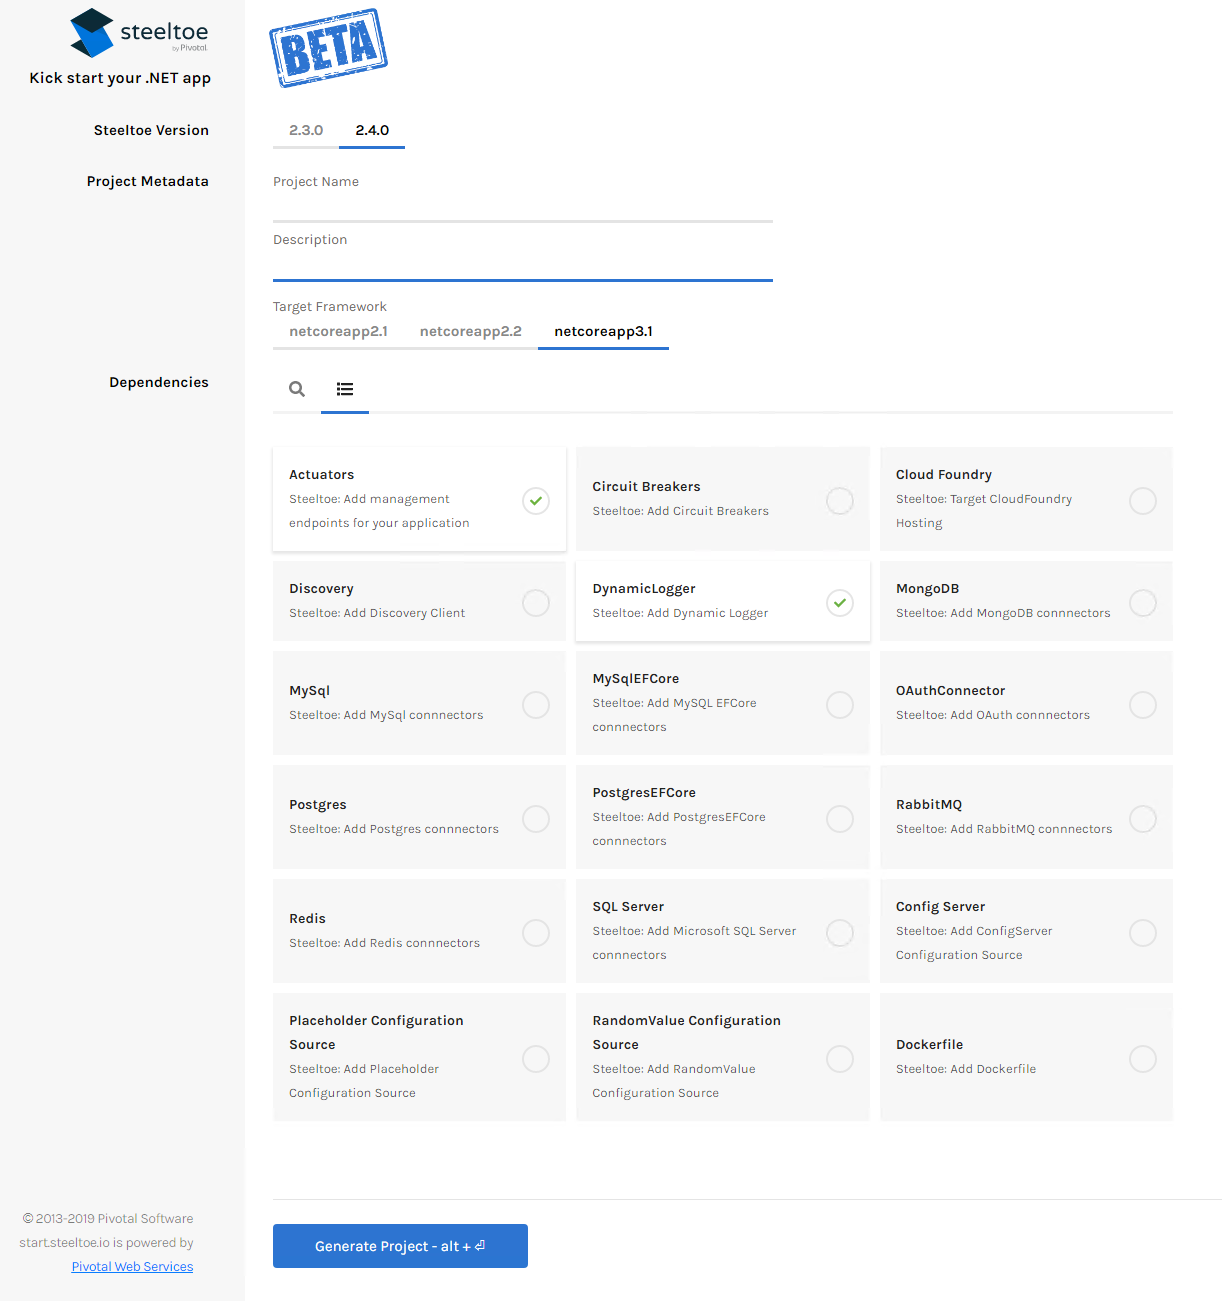 steeltoe
by Pivotal.
Kick start your .NET app
BETA
Steeltoe Version
2.3.0
2.4.0
Project Metadata
Project Name
Description
Target Framework
netcoreapp2.1
netcoreapp2.2
netcoreapp3.1
Dependencies
Actuators
Steeltoe: Add management
endpoints for your application
Circuit Breakers
Steeltoe: Add Circuit Breakers
Cloud Foundry
Steeltoe: Target CloudFoundry
Hosting
Discovery
Steeltoe: Add Discovery Client
DynamicLogger
Steeltoe: Add Dynamic Logger
MongoDB
Steeltoe: Add MongoDB connnectors
MySql
Steeltoe: Add MySql connnectors
MySqlEFCore
Steeltoe: Add MySQL EFCore
connnectors
OAuthConnector
Steeltoe: Add OAuth connnectors
Postgres
Steeltoe: Add Postgres connnectors
PostgresEFCore
Steeltoe: Add PostgresEFCore
connnectors
RabbitMQ
Steeltoe: Add RabbitMQ connnectors
Redis
Steeltoe: Add Redis connnectors
SQL Server
Steeltoe: Add Microsoft SQL Server
connnectors
Config Server
Steeltoe: Add ConfigServer
Configuration Source
Placeholder Configuration
Source
Steeltoe: Add Placeholder
Configuration Source
RandomValue Configuration
Source
Steeltoe: Add RandomValue
Configuration Source
Dockerfile
Steeltoe: Add Dockerfile
© 2013-2019 Pivotal Software
start.steeltoe.io is powered by
Pivotal Web Services
Generate Project - alt + ⏎